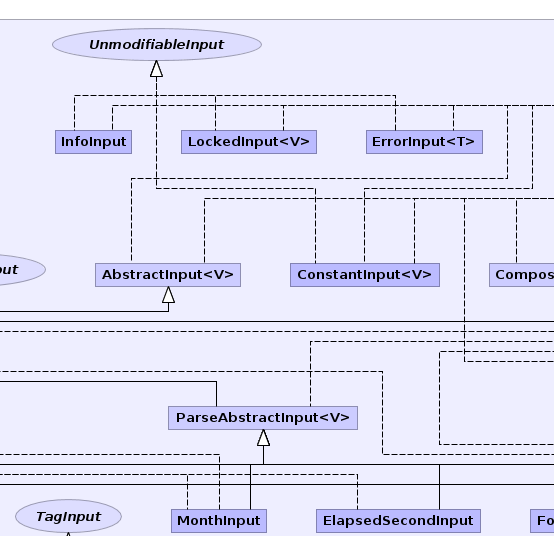 UnmodifiableInput
InfoInput
LockedInput<V>
ErrorInput<T>
AbstractInput<V>
ConstantInput<V>
ParseAbstractInput<V>
TagInput
MonthInput
ElapsedSecondInput